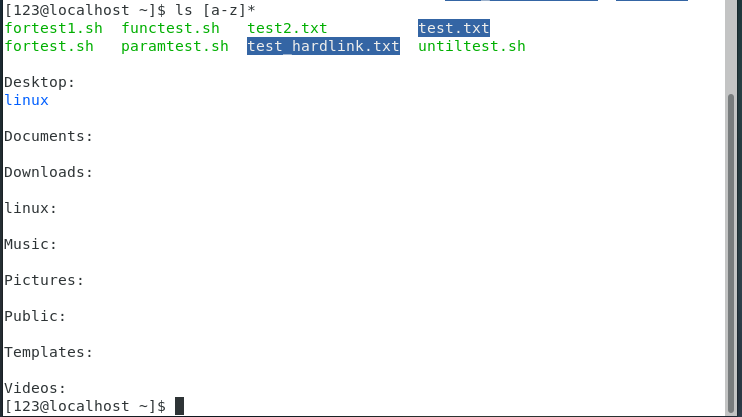 [123@localhost ~]$ ls [a-z]*
fortest1.sh  functest.sh  test2.txt  test.txt
fortest.sh  paramtest.sh  test_hardlink.txt  untiltest.sh
Desktop:
linux
Documents:
Downloads:
linux:
Music:
Pictures:
Public:
Templates:
Videos:
[123@localhost ~]$